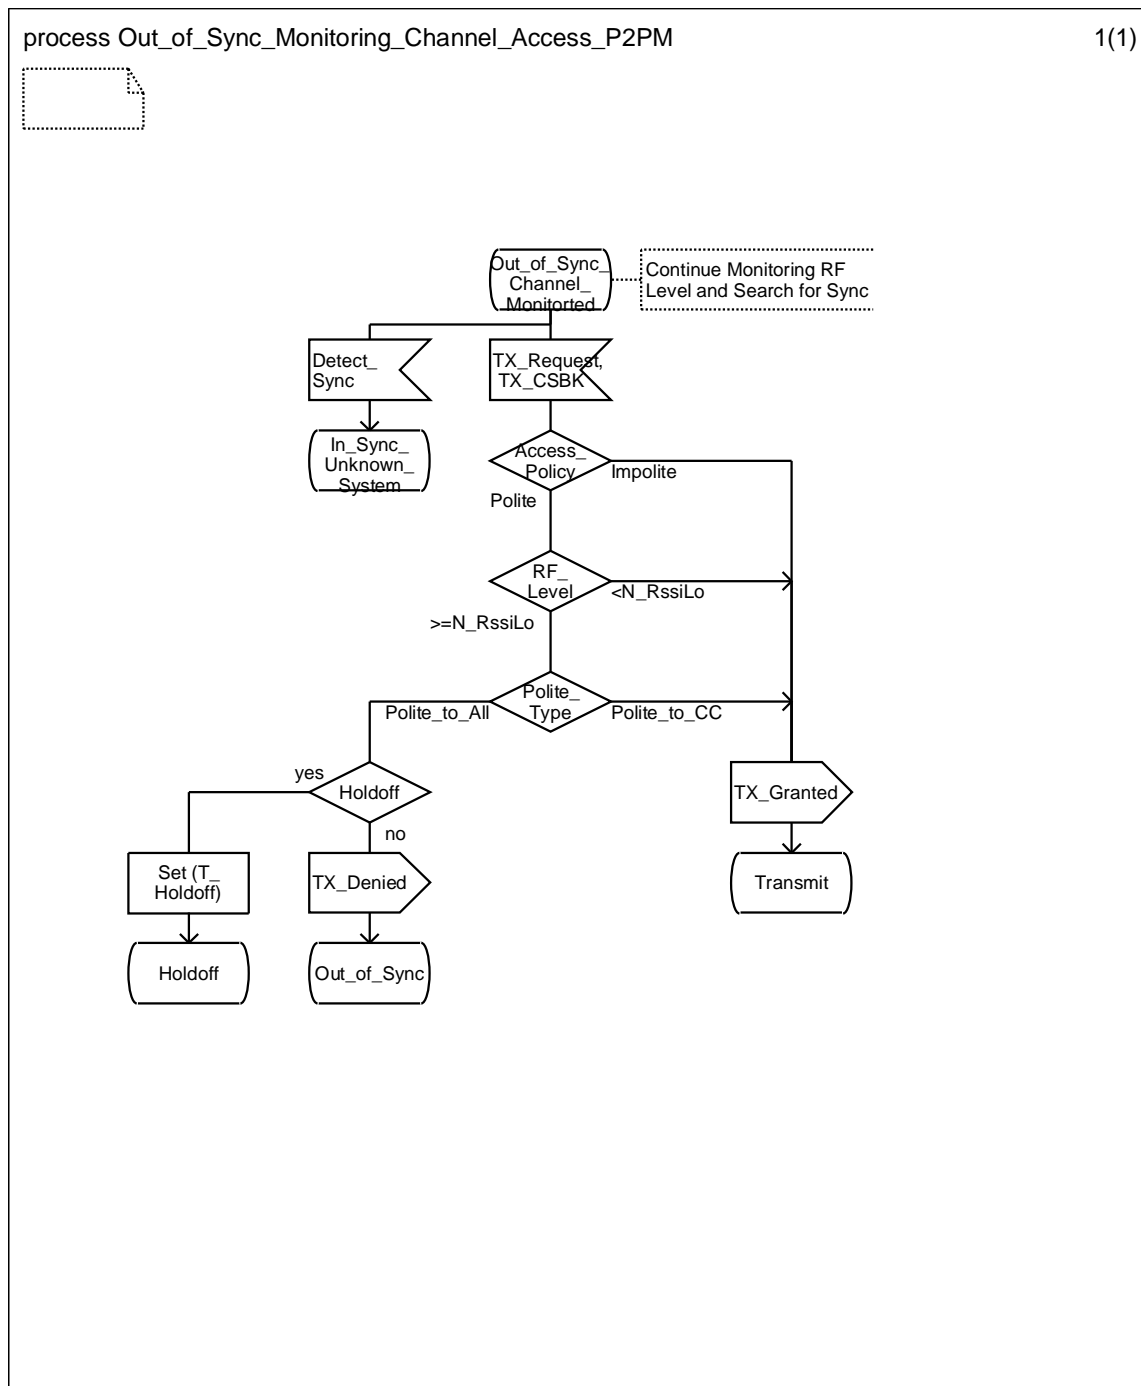 process Out_of_Sync_Monitoring_Channel_Access_P2PM
1(1)
Out_of_Sync_
Channel_
Monitorted
Continue Monitoring RF
Level and Search for Sync
Detect_
Sync
TX_Request,
TX_CSBK
In_Sync_
Unknown_
System
Access_
Policy
Impolite
Polite
RF_
Level
<N_RssiLo
>=N_RssiLo
Polite_
Type
Polite_to_All
Polite_to_CC
yes
Holdoff
no
TX_Granted
Set (T_
Holdoff)
TX_Denied
Transmit
Holdoff
Out_of_Sync